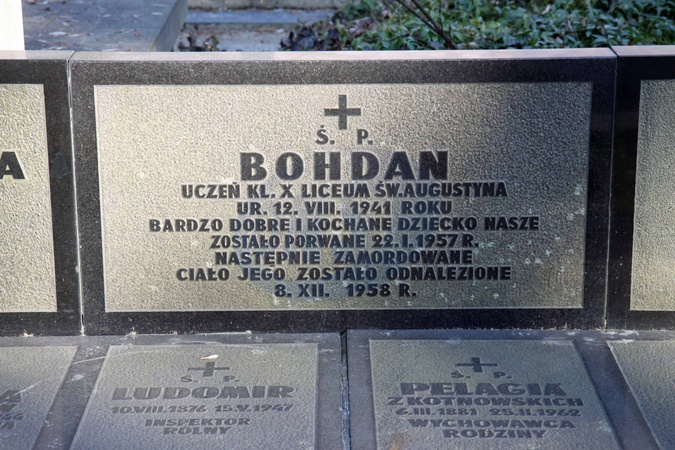 Ś. P.
BOHDAN
UCZEŃ KL. X LICEUM ŚW. AUGUSTYNA
UR. 12. VIII. 1941 ROKU
BARDZO DOBRE I KOCHANE DZIECKO NASZE
ZOSTAŁO PORWANE 22. I. 1957 R.
NASTĘPNIE ZAMORDOWANE
CIAŁO JEGO ZOSTAŁO ODNALEZIONE
8. XII. 1958 R.
A
Ś. P.
LUDOMIR
10.VIII.1876 15.V.1947
INSPEKTOR
ROLNY
Ś. P.
PELAGIA
Z KOTNOWSKICH
6.III.1881 25.II.1962
WYCHOWAWCA
RODZINY